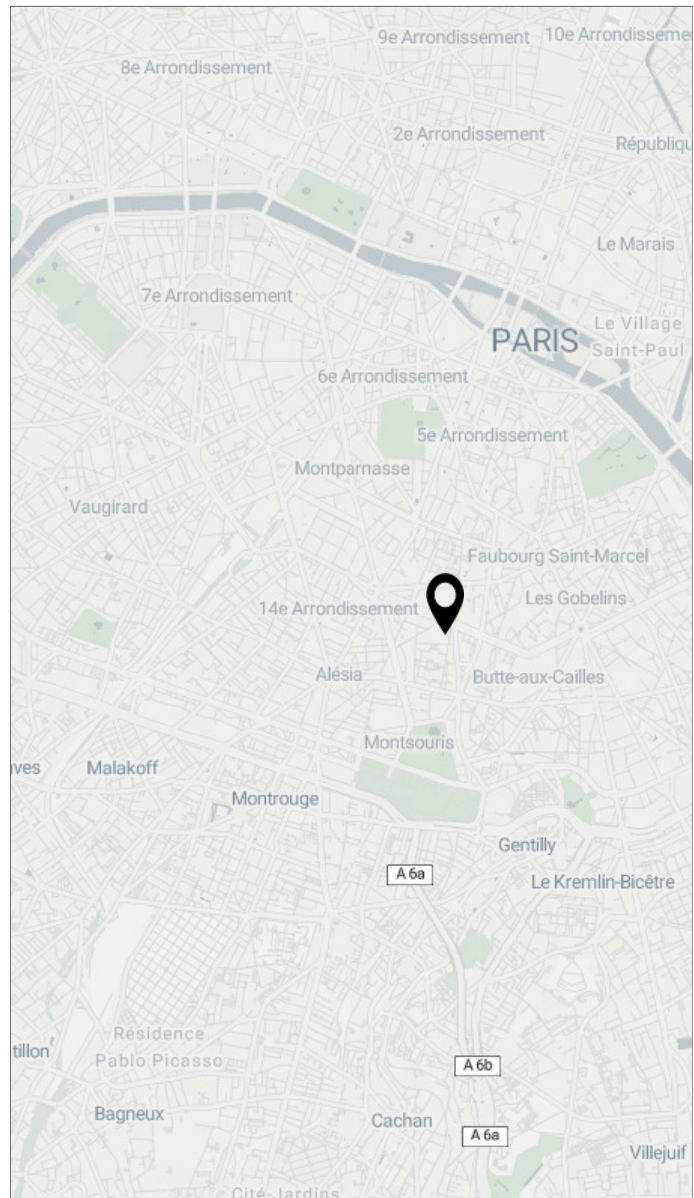 9e Arrondissement
10e Arrondisseme
8e Arrondissement
2e Arrondissement
Républiqu
Le Marais
7e Arrondissement
Le Village
Saint-Paul
PARIS
6e Arrondissement
5e Arrondissement
Montparnasse
Vaugirard
Faubourg Saint-Marcel
14e Arrondissement
Les Gobelins
Alésia
Butte-aux-Cailles
Montsouris
ves
Malakoff
Montrouge
Gentilly
A 6a
Le Kremlin-Bicêtre
Résidence
Pablo Picasso
tillon
A 6b
Bagneux
Cachan
A 6a
Villejuif
Cité-Jardins